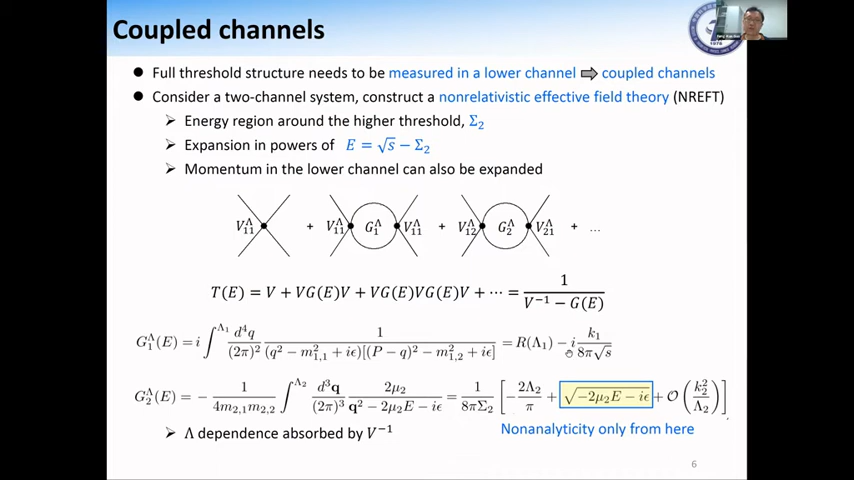 Coupled channels
● Full threshold structure needs to be measured in a lower channel ⇨ coupled channels
● Consider a two-channel system, construct a nonrelativistic effective field theory (NREFT)
➢ Energy region around the higher threshold, Σ₂
➢ Expansion in powers of E = √s − Σ₂
➢ Momentum in the lower channel can also be expanded
V₁₁^Λ + V₁₁^Λ G₁^Λ V₁₁^Λ + V₁₂^Λ G₂^Λ V₂₁^Λ + ...
T(E) = V + VG(E)V + VG(E)VG(E)V + ⋯ = 1/(V⁻¹ − G(E))
G₁^Λ(E) = i ∫^Λ₁ d⁴q/(2π)² 1/((q² − m²₁,₁ + iε)[(P − q)² − m²₁,₂ + iε]) = R(Λ₁) − i k₁/(8π√s)
G₂^Λ(E) = − 1/(4m₂,₁m₂,₂) ∫^Λ₂ d³q/(2π)³ 2μ₂/(q² − 2μ₂E − iε) = 1/(8πΣ₂) [−2Λ₂/π + √(−2μ₂E − iε) + O(k₂²/Λ₂)]
➢ Λ dependence absorbed by V⁻¹
Nonanalyticity only from here
6